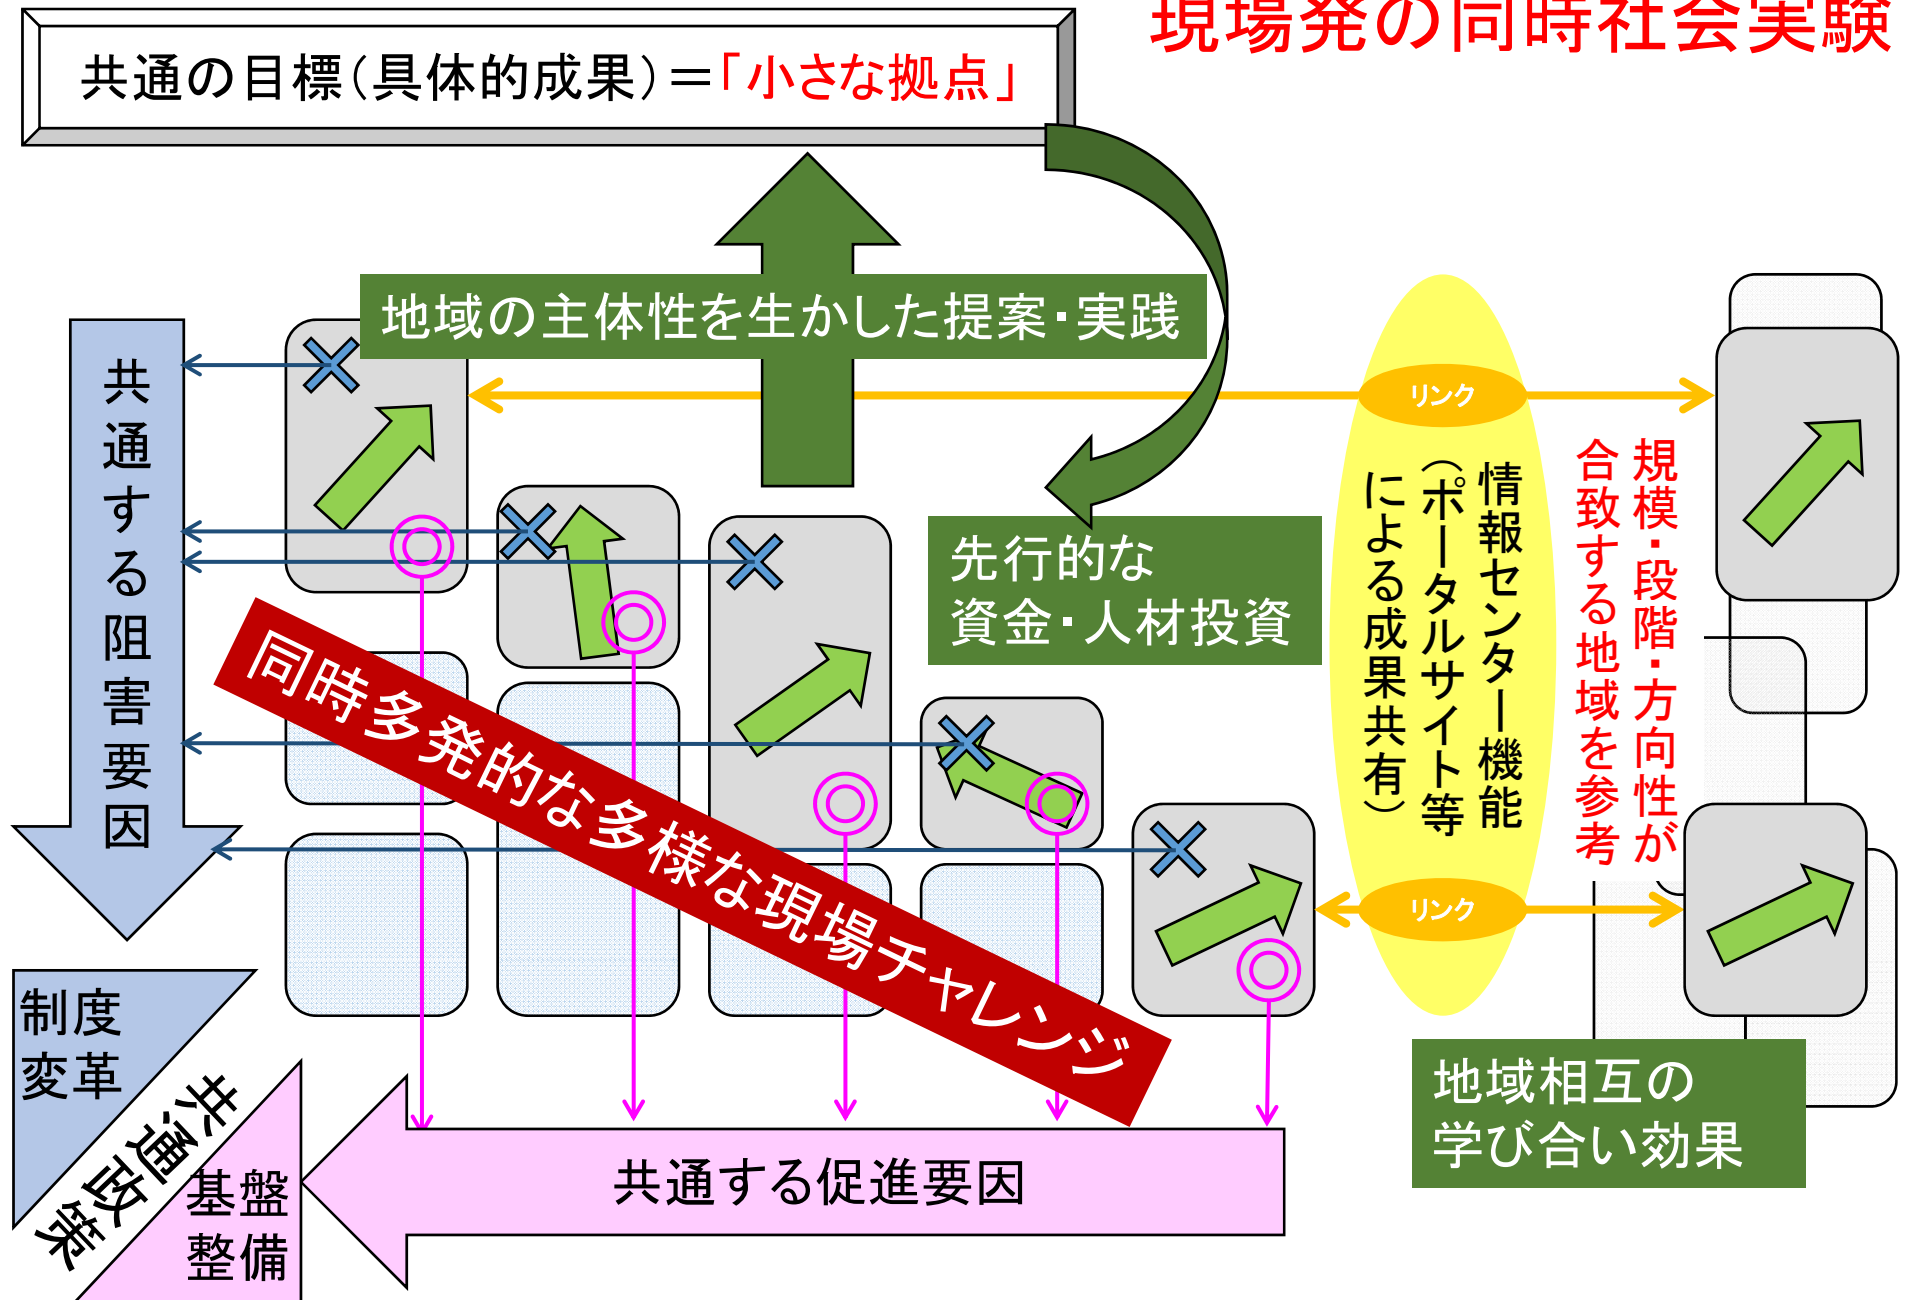 現場発の同時社会実験
共通の目標（具体的成果）＝「小さな拠点」
地域の主体性を生かした提案・実践
共通する阻害要因
先行的な
資金・人材投資
リンク
情報センター機能
（ポータルサイト等
による成果共有）
リンク
規模・段階・方向性が
合致する地域を参考
同時多発的な多様な現場チャレンジ
地域相互の
学び合い効果
制度
変革
共通政策
基盤
整備
共通する促進要因